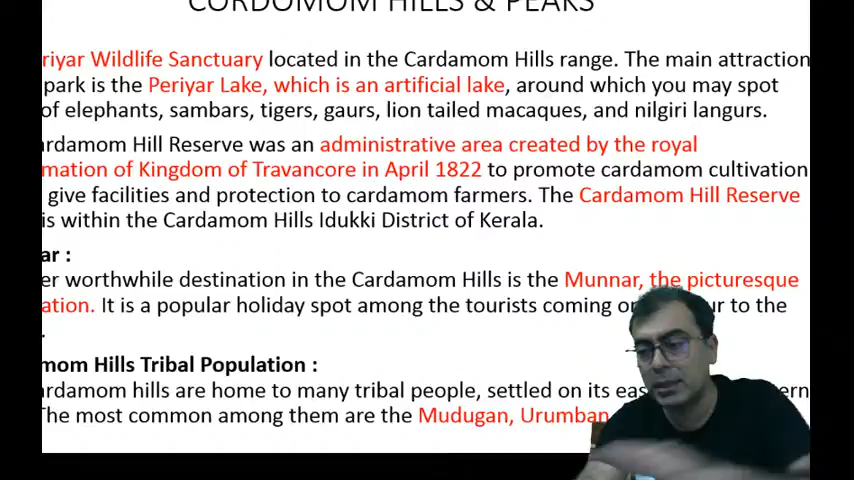 CORDOMOM HILLS & PEAKS
riyar Wildlife Sanctuary located in the Cardamom Hills range. The main attraction
park is the Periyar Lake, which is an artificial lake, around which you may spot
of elephants, sambars, tigers, gaurs, lion tailed macaques, and nilgiri langurs.
ardamom Hill Reserve was an administrative area created by the royal
mation of Kingdom of Travancore in April 1822 to promote cardamom cultivation
give facilities and protection to cardamom farmers. The Cardamom Hill Reserve
is within the Cardamom Hills Idukki District of Kerala.
ar :
er worthwhile destination in the Cardamom Hills is the Munnar, the picturesque
ation. It is a popular holiday spot among the tourists coming on ur to the
.
mom Hills Tribal Population :
ardamom hills are home to many tribal people, settled on its eas ern
The most common among them are the Mudugan, Urumban